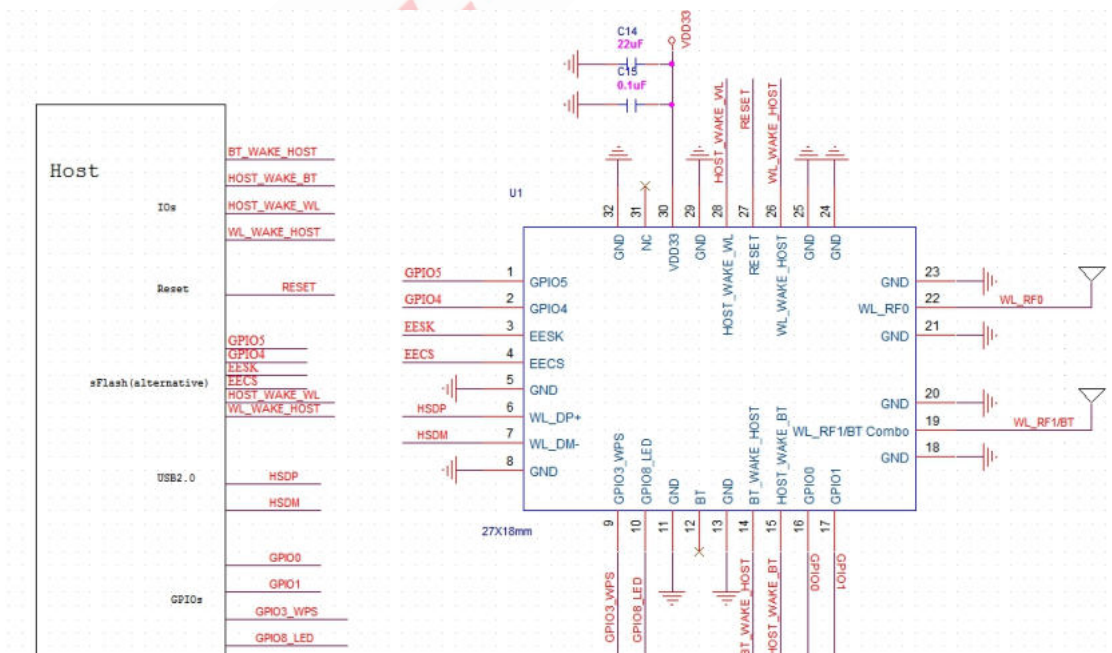 C14
22uF
VDD33
C15
0.1uF
HOST_WAKE_WL
RESET
WL_WAKE_HOST
Host
BT_WAKE_HOST
HOST_WAKE_BT
IOs
HOST_WAKE_WL
WL_WAKE_HOST
Reset
RESET
GPIO5
GPIO4
EESK
sFlash(alternative)
EECS
HOST_WAKE_WL
WL_WAKE_HOST
USB2.0
HSDP
HSDM
GPIO0
GPIO1
GPIOs
GPIO3_WPS
GPIO8_LED
U1
32 31 30 29 28 27 26 25 24
GND NC VDD33 GND HOST_WAKE_WL RESET WL_WAKE_HOST GND GND
GPIO5 1 GPIO5
GPIO4 2 GPIO4
EESK 3 EESK
EECS 4 EECS
5 GND
HSDP 6 WL_DP+
HSDM 7 WL_DM-
8 GND
GND 23
WL_RF0 22 WL_RF0
GND 21
GND 20
WL_RF1/BT Combo 19 WL_RF1/BT
GND 18
GPIO3_WPS GPIO8_LED GND BT GND BT_WAKE_HOST HOST_WAKE_BT GPIO0 GPIO1
27X18mm
9 10 11 12 13 14 15 16 17
GPIO3_WPS GPIO8_LED BT_WAKE_HOST HOST_WAKE_BT GPIO0 GPIO1